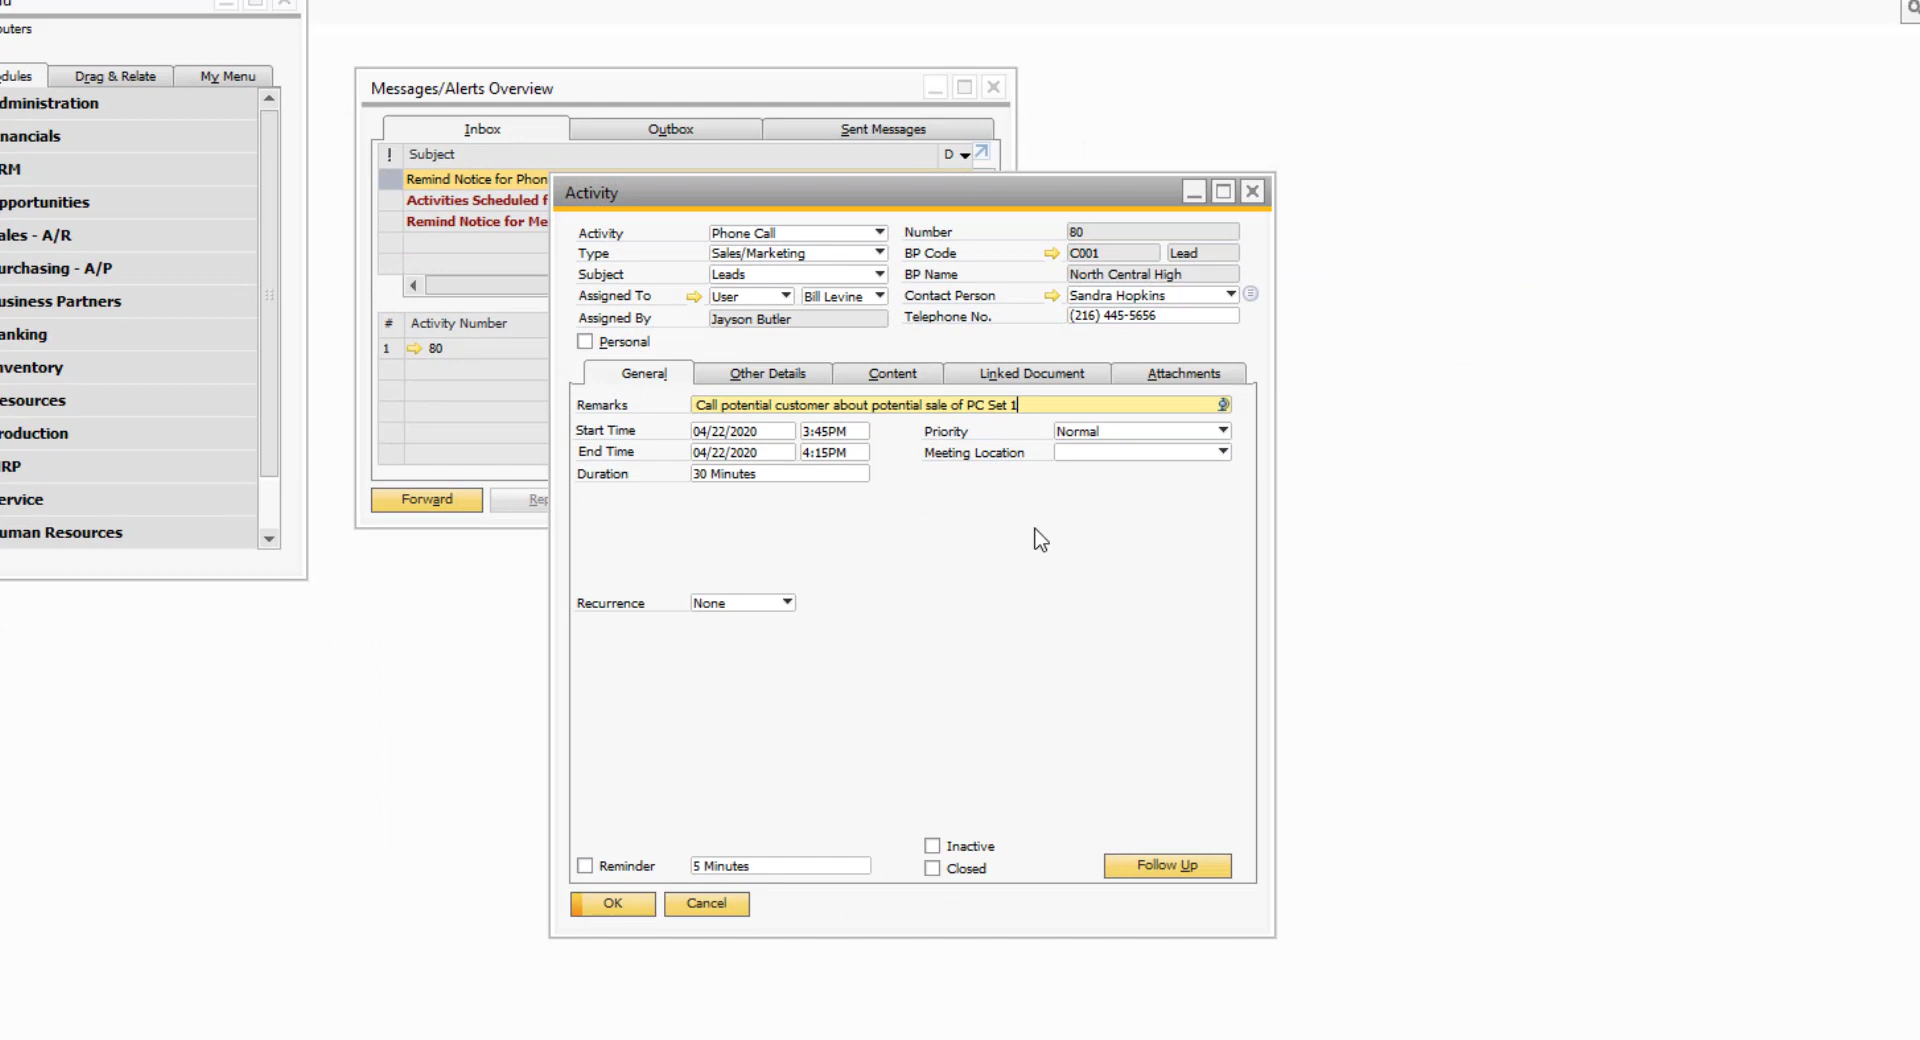 outers
dules Drag & Relate My Menu
dministration
nancials
RM
pportunities
ales - A/R
urchasing - A/P
usiness Partners
anking
nventory
esources
roduction
RP
ervice
uman Resources
Messages/Alerts Overview
Inbox Outbox Sent Messages
! Subject D
Remind Notice for Phon
Activities Scheduled f
Remind Notice for Me
# Activity Number
1 80
Forward Rep
Activity
Activity Phone Call Number 80
Type Sales/Marketing BP Code C001 Lead
Subject Leads BP Name North Central High
Assigned To User Bill Levine Contact Person Sandra Hopkins
Assigned By Jayson Butler Telephone No. (216) 445-5656
Personal
General Other Details Content Linked Document Attachments
Remarks Call potential customer about potential sale of PC Set 1
Start Time 04/22/2020 3:45PM Priority Normal
End Time 04/22/2020 4:15PM Meeting Location
Duration 30 Minutes
Recurrence None
Inactive
Reminder 5 Minutes Closed Follow Up
OK Cancel